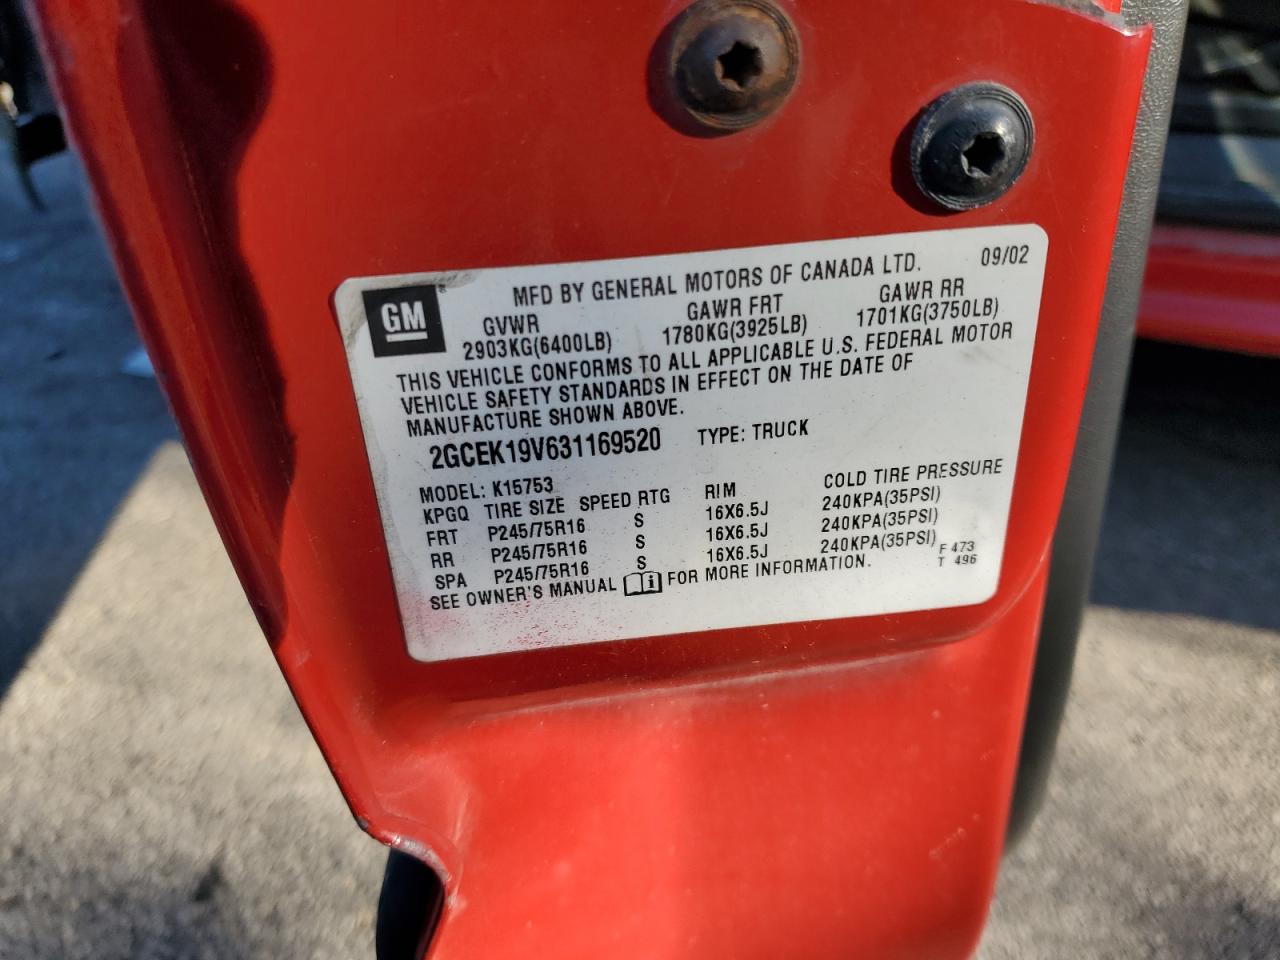 MFD BY GENERAL MOTORS OF CANADA LTD. 09/02
GM
GVWR GAWR FRT GAWR RR
2903KG(6400LB) 1780KG(3925LB) 1701KG(3750LB)
THIS VEHICLE CONFORMS TO ALL APPLICABLE U.S. FEDERAL MOTOR
VEHICLE SAFETY STANDARDS IN EFFECT ON THE DATE OF
MANUFACTURE SHOWN ABOVE.
2GCEK19V631169520 TYPE: TRUCK
MODEL: K15753
KPGQ TIRE SIZE SPEED RTG RIM COLD TIRE PRESSURE
FRT P245/75R16 S 16X6.5J 240KPA(35PSI)
RR P245/75R16 S 16X6.5J 240KPA(35PSI)
SPA P245/75R16 S 16X6.5J 240KPA(35PSI)
SEE OWNER'S MANUAL FOR MORE INFORMATION.
F 473
T 496